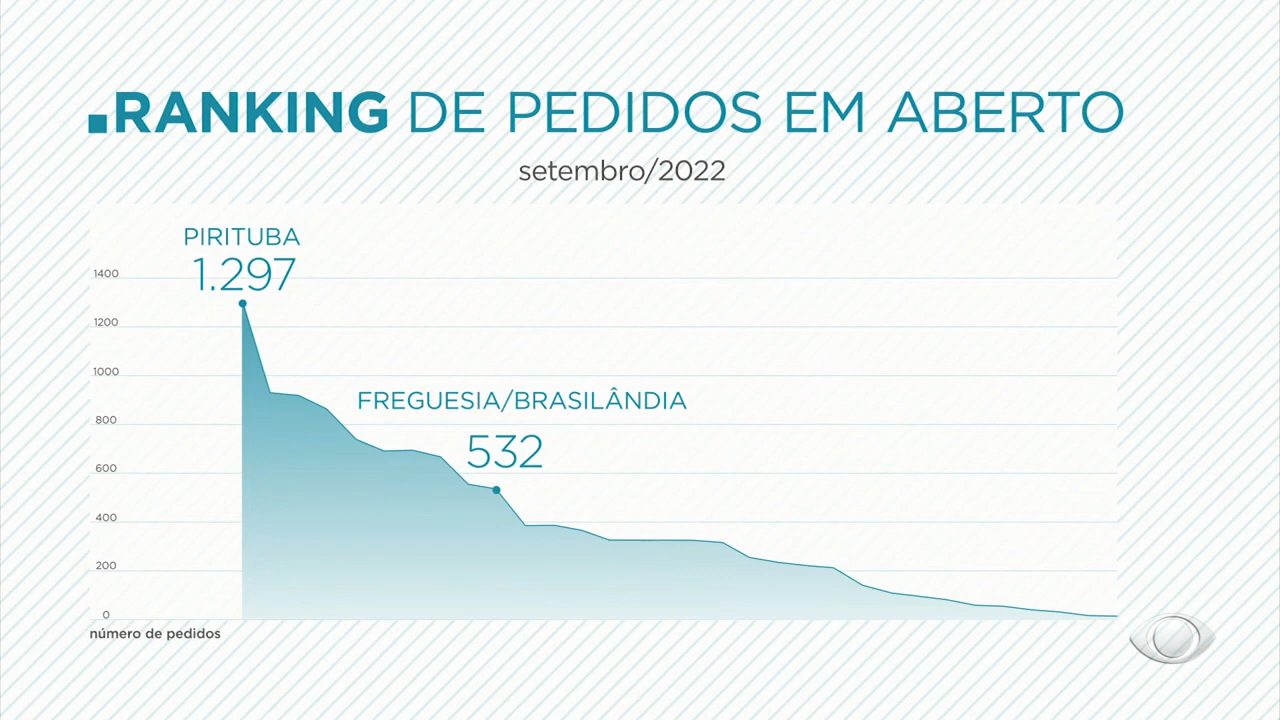 RANKING DE PEDIDOS EM ABERTO
setembro/2022
PIRITUBA
1.297
1400
1200
1000
FREGUESIA/BRASILÂNDIA
800
532
600
400
200
0
número de pedidos